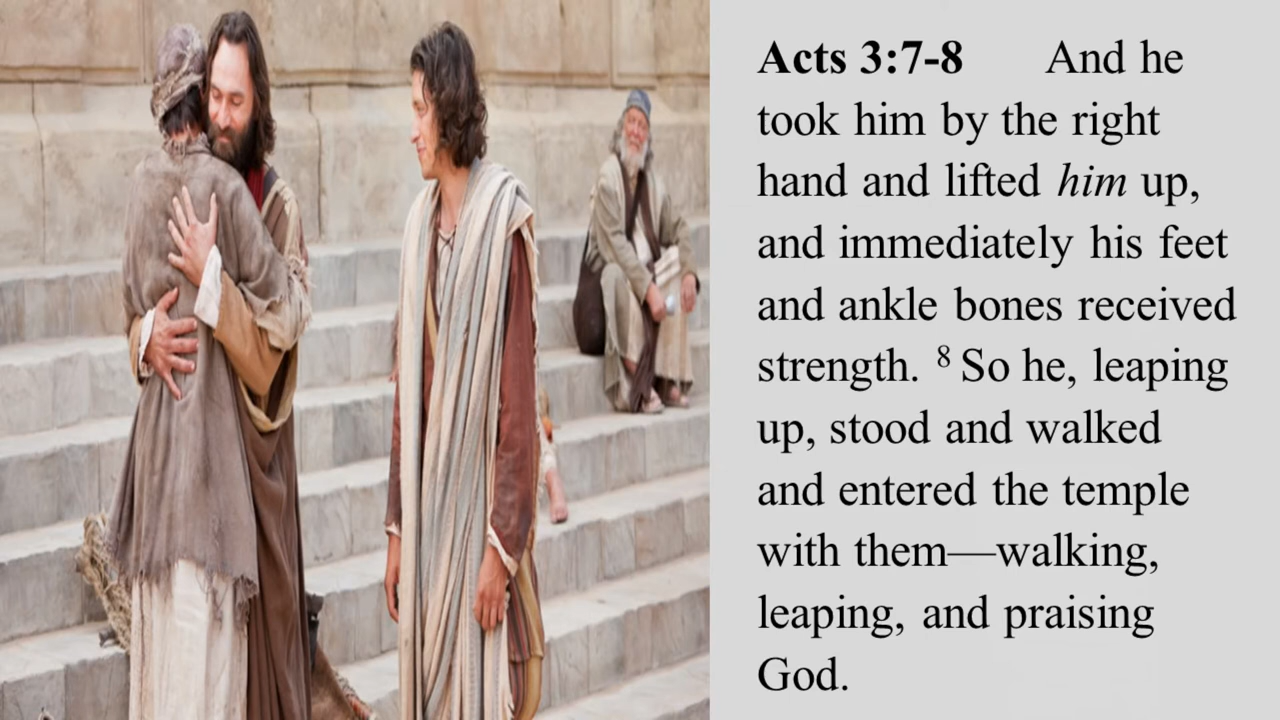 Acts 3:7-8 And he
took him by the right
hand and lifted him up,
and immediately his feet
and ankle bones received
strength. 8 So he, leaping
up, stood and walked
and entered the temple
with them—walking,
leaping, and praising
God.